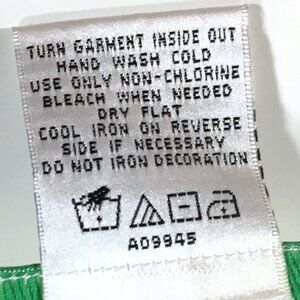 TURN GARMENT INSIDE OUT
HAND WASH COLD
USE ONLY NON-CHLORINE
BLEACH WHEN NEEDED
DRY FLAT
COOL IRON ON REVERSE
SIDE IF NECESSARY
DO NOT IRON DECORATION
A09945